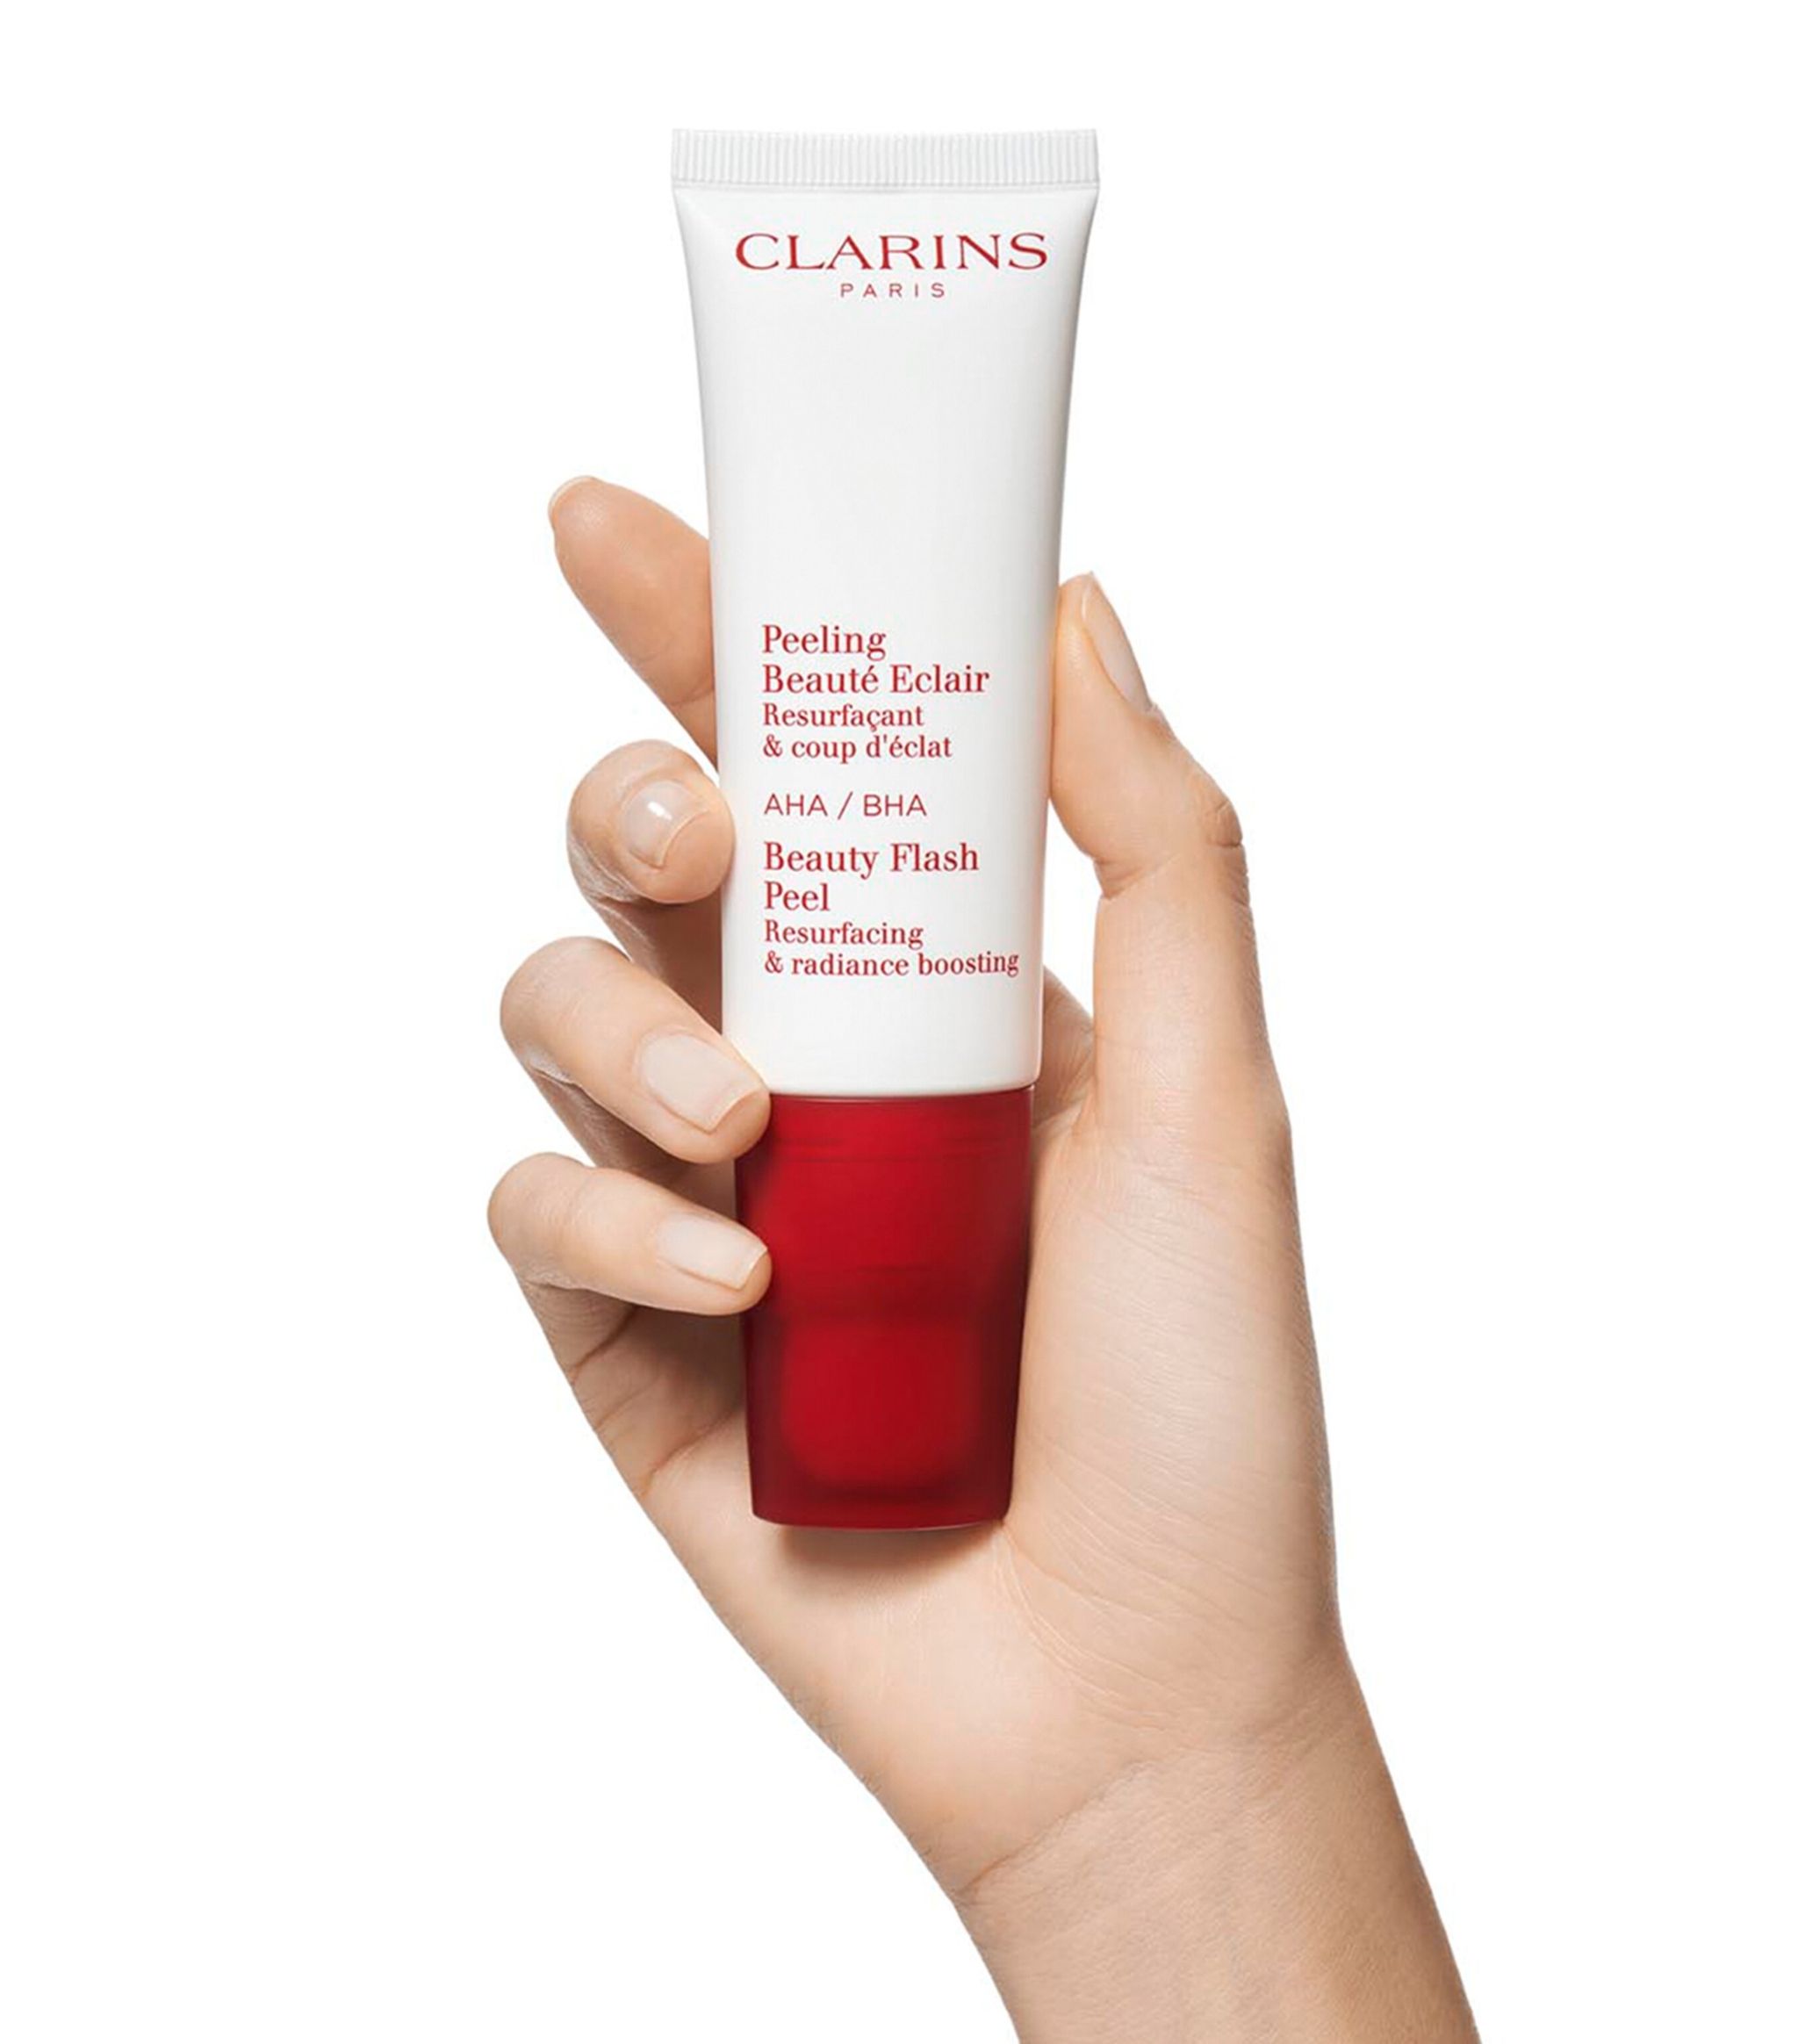 CLARINS
PARIS
Peeling
Beauté Eclair
Resurfaçant
& coup d'éclat
AHA / BHA
Beauty Flash
Peel
Resurfacing
& radiance boosting